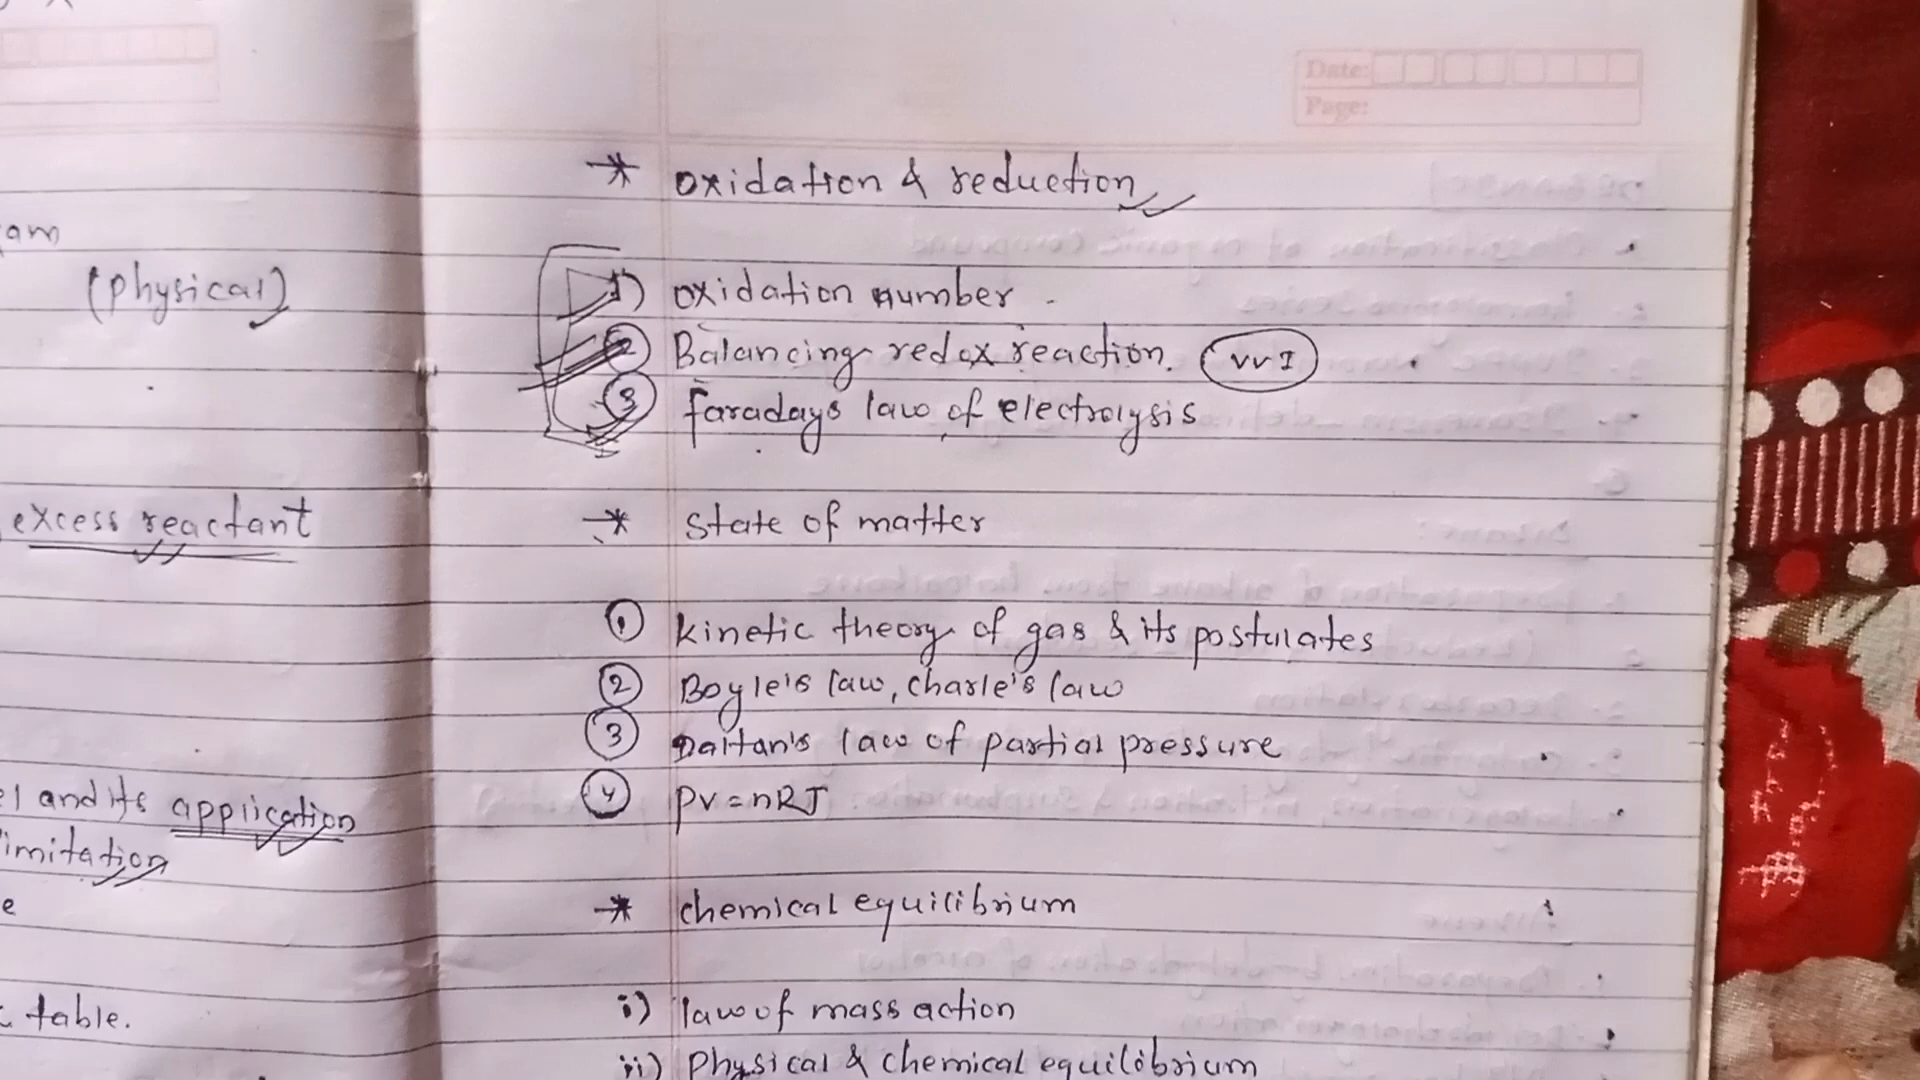 Date:
Page:
am
(physical)
excess reactant
and its application
limitation
e
table.
* oxidation & reduction
1) oxidation number
2 Balancing redox reaction. vvI
3 faradays law of electrolysis
* State of matter
1 kinetic theory of gas & its postulates
2 Boyle's law, charle's law
3 Daltan's law of partial pressure
4 PV=nRT
* chemical equilibrium
i) law of mass action
ii) Physical & chemical equilibrium